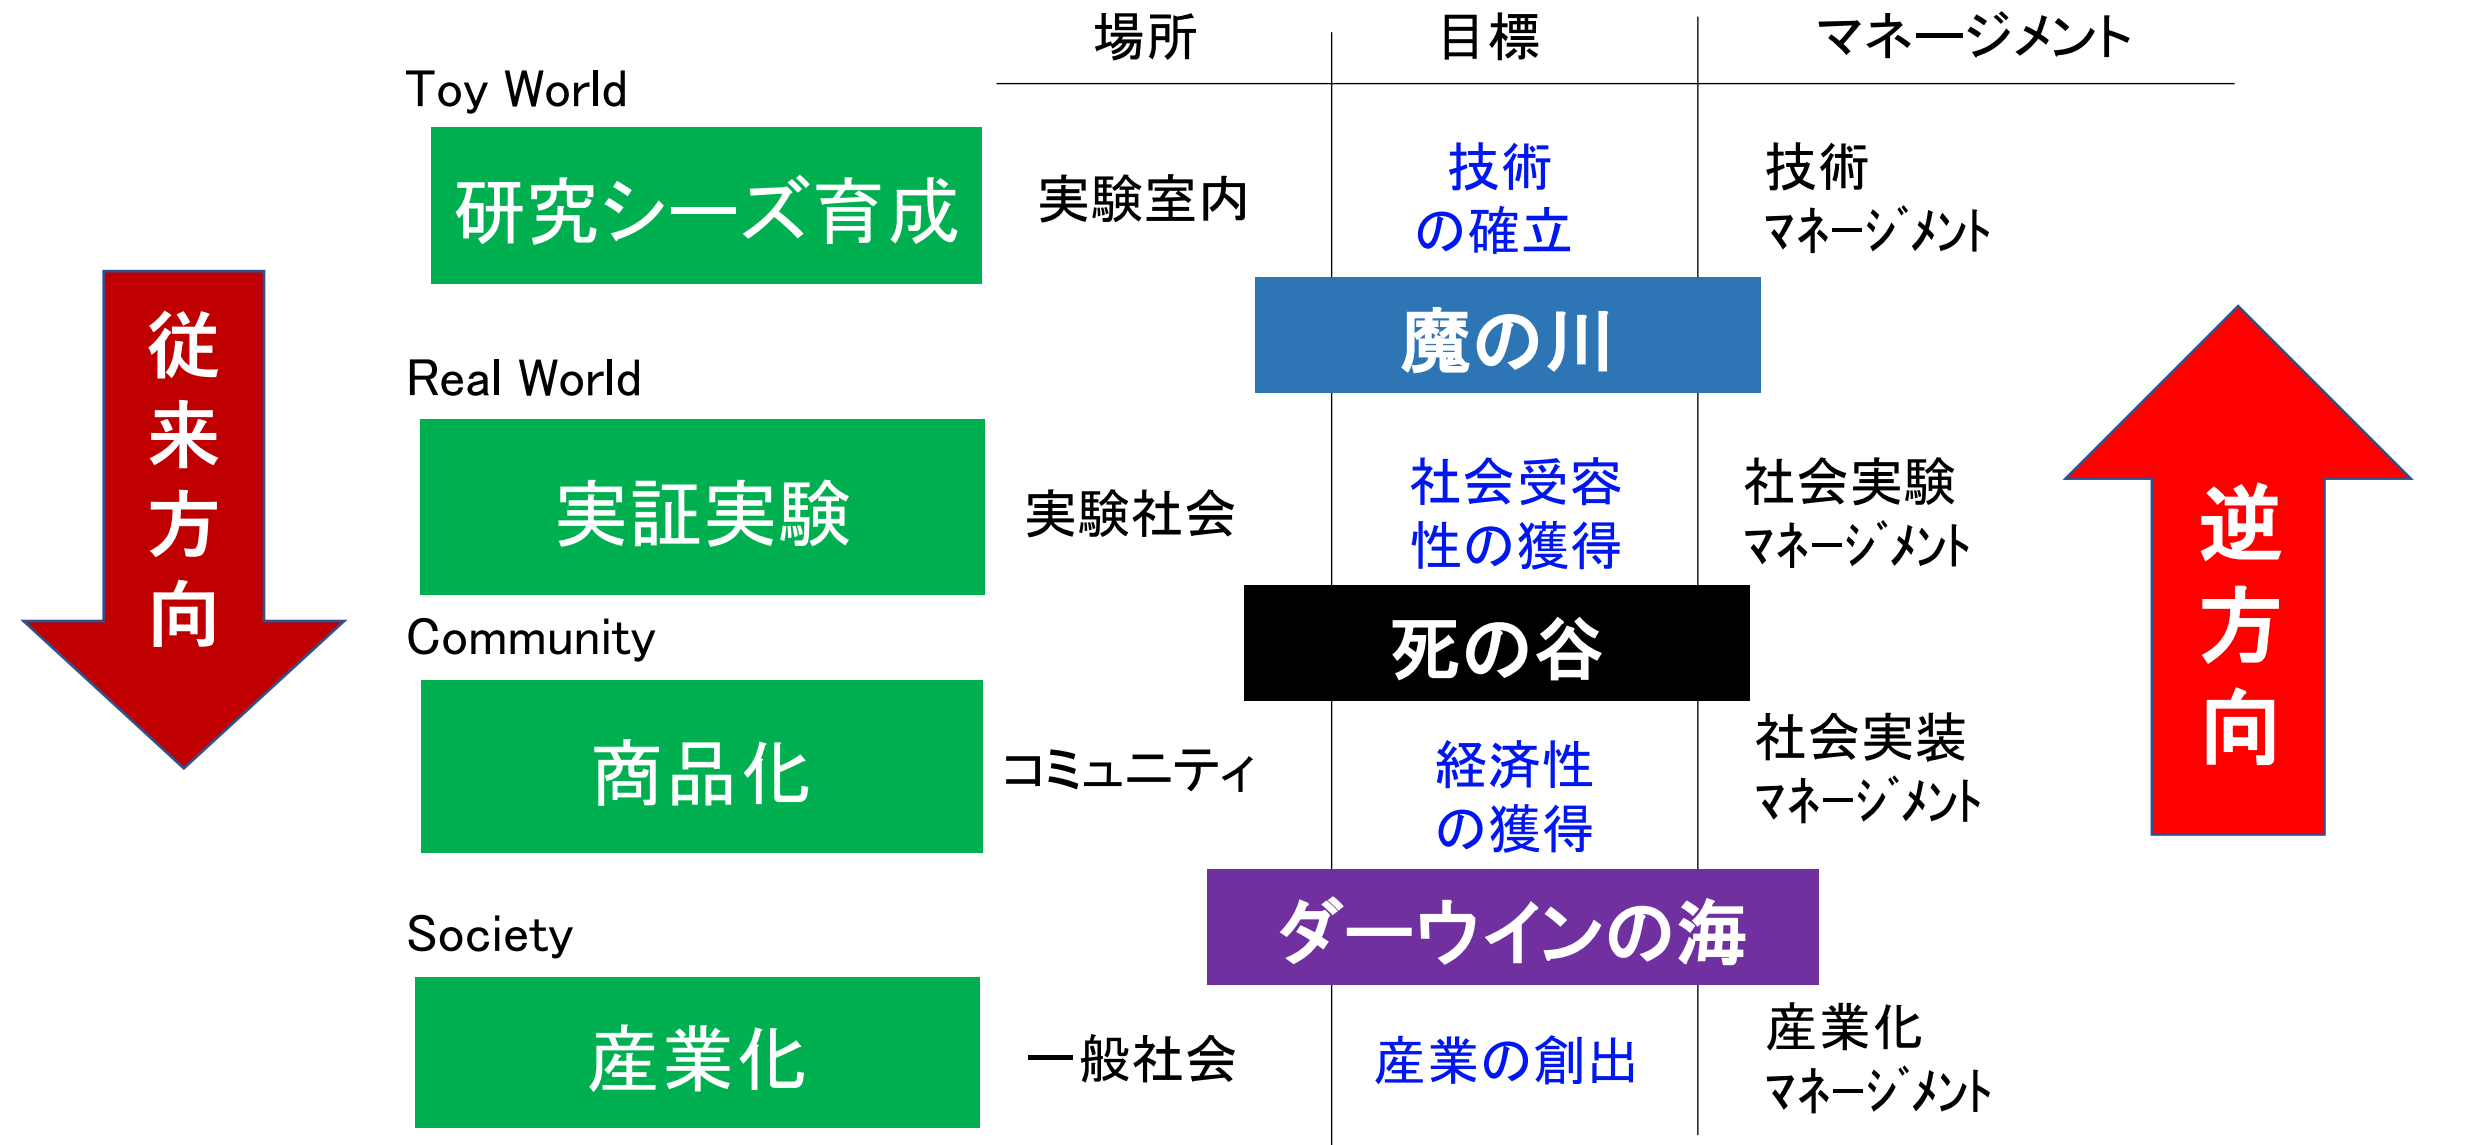 場所
目標
マネージメント
Toy World
研究シーズ育成
実験室内
技術
の確立
技術
マネージメント
魔の川
従来方向
Real World
実証実験
実験社会
社会受容
性の獲得
社会実験
マネージメント
逆方向
死の谷
Community
商品化
コミュニティ
経済性
の獲得
社会実装
マネージメント
ダーウインの海
Society
産業化
一般社会
産業の創出
産業化
マネージメント